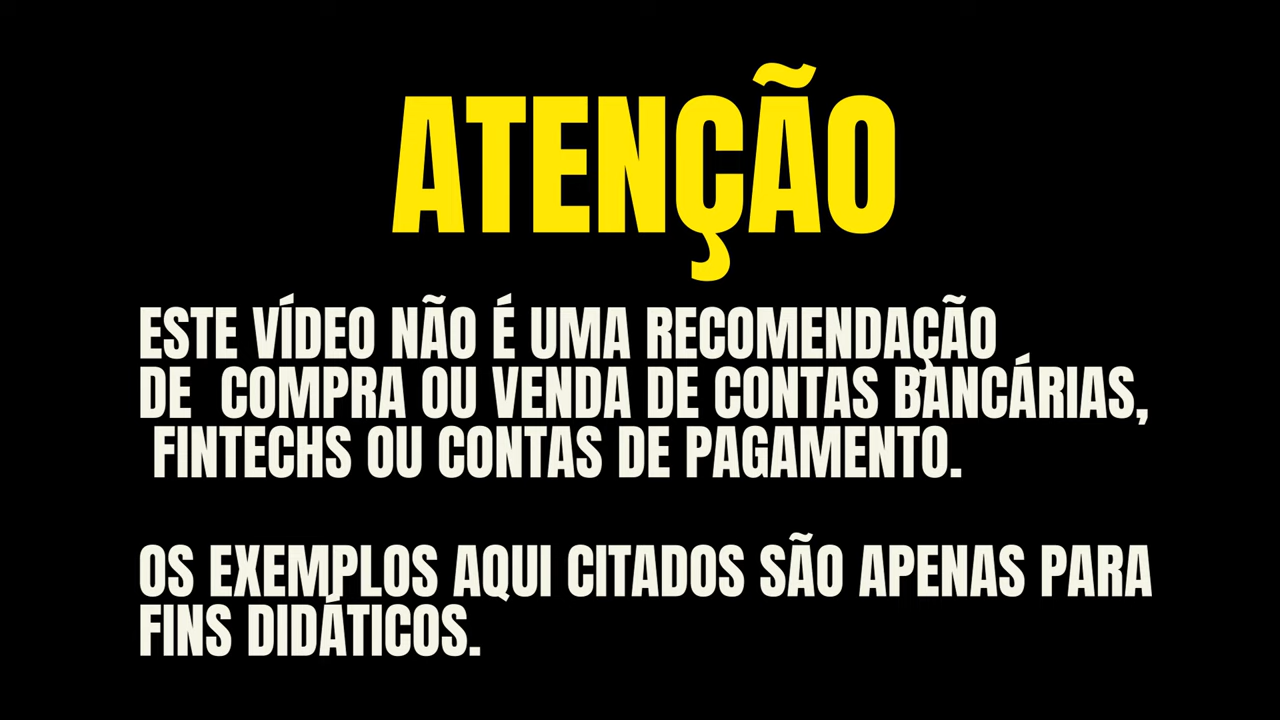 ATENÇÃO
ESTE VÍDEO NÃO É UMA RECOMENDAÇÃO
DE COMPRA OU VENDA DE CONTAS BANCÁRIAS,
FINTECHS OU CONTAS DE PAGAMENTO.
OS EXEMPLOS AQUI CITADOS SÃO APENAS PARA
FINS DIDÁTICOS.